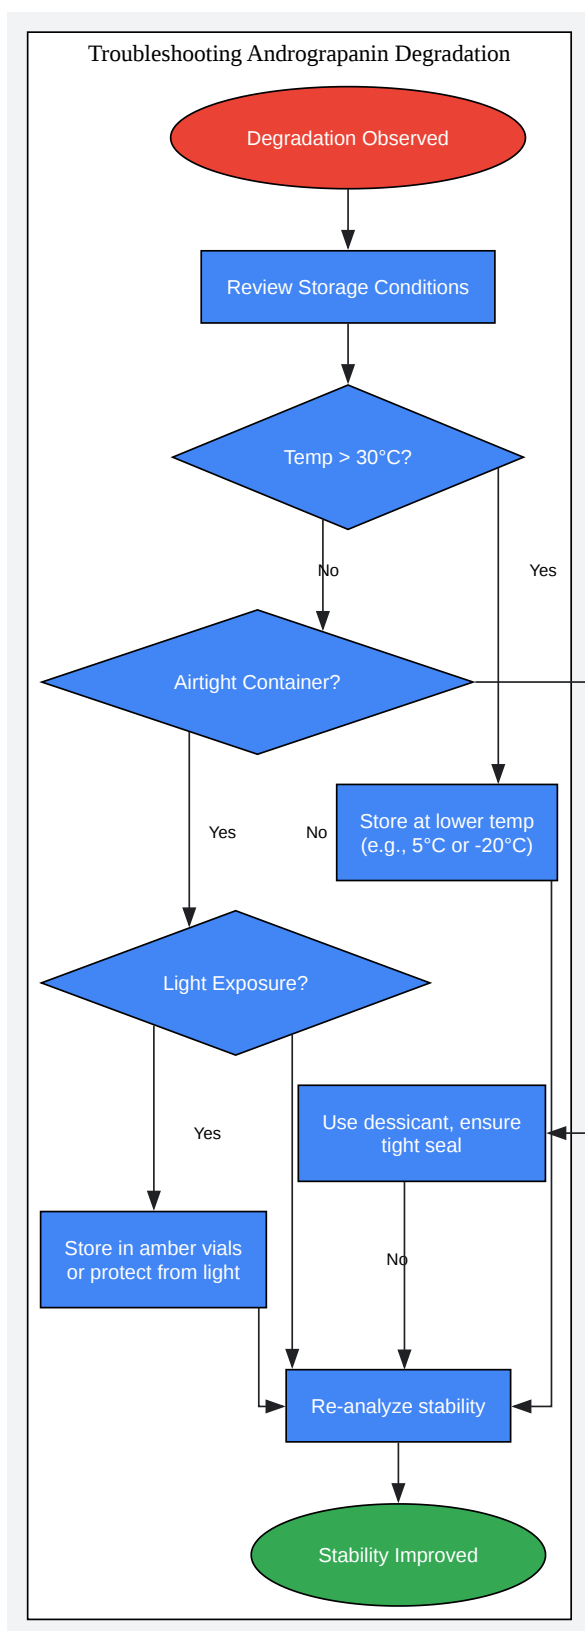 Troubleshooting Andrograpanin Degradation
Degradation Observed
Review Storage Conditions
Temp > 30°C?
No
Yes
Airtight Container?
Store at lower temp
(e.g., 5°C or -20°C)
Yes
No
Light Exposure?
Use dessicant, ensure
tight seal
Yes
Store in amber vials
or protect from light
No
Re-analyze stability
Stability Improved